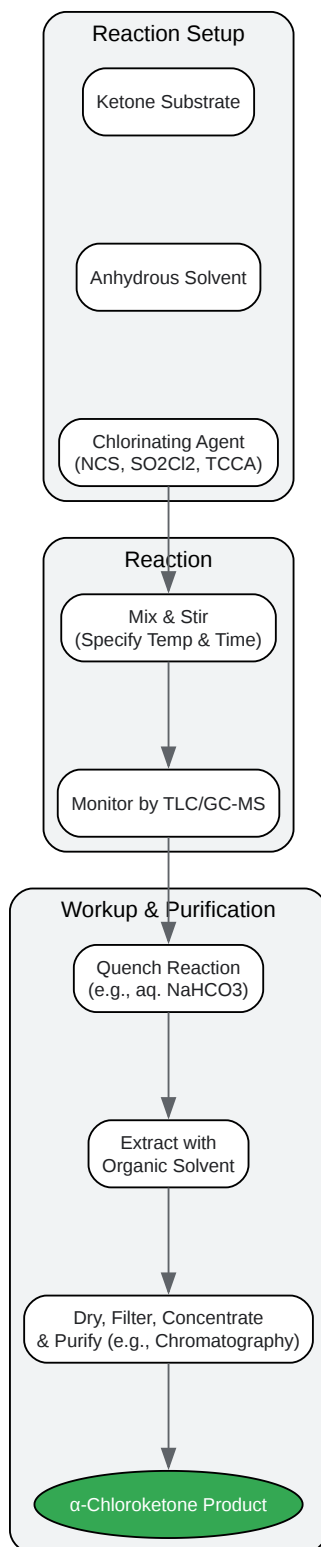 Reaction Setup
Ketone Substrate
Anhydrous Solvent
Chlorinating Agent
(NCS, SO2Cl2, TCCA)
Reaction
Mix & Stir
(Specify Temp & Time)
Monitor by TLC/GC-MS
Workup & Purification
Quench Reaction
(e.g., aq. NaHCO3)
Extract with
Organic Solvent
Dry, Filter, Concentrate
& Purify (e.g., Chromatography)
α-Chloroketone Product